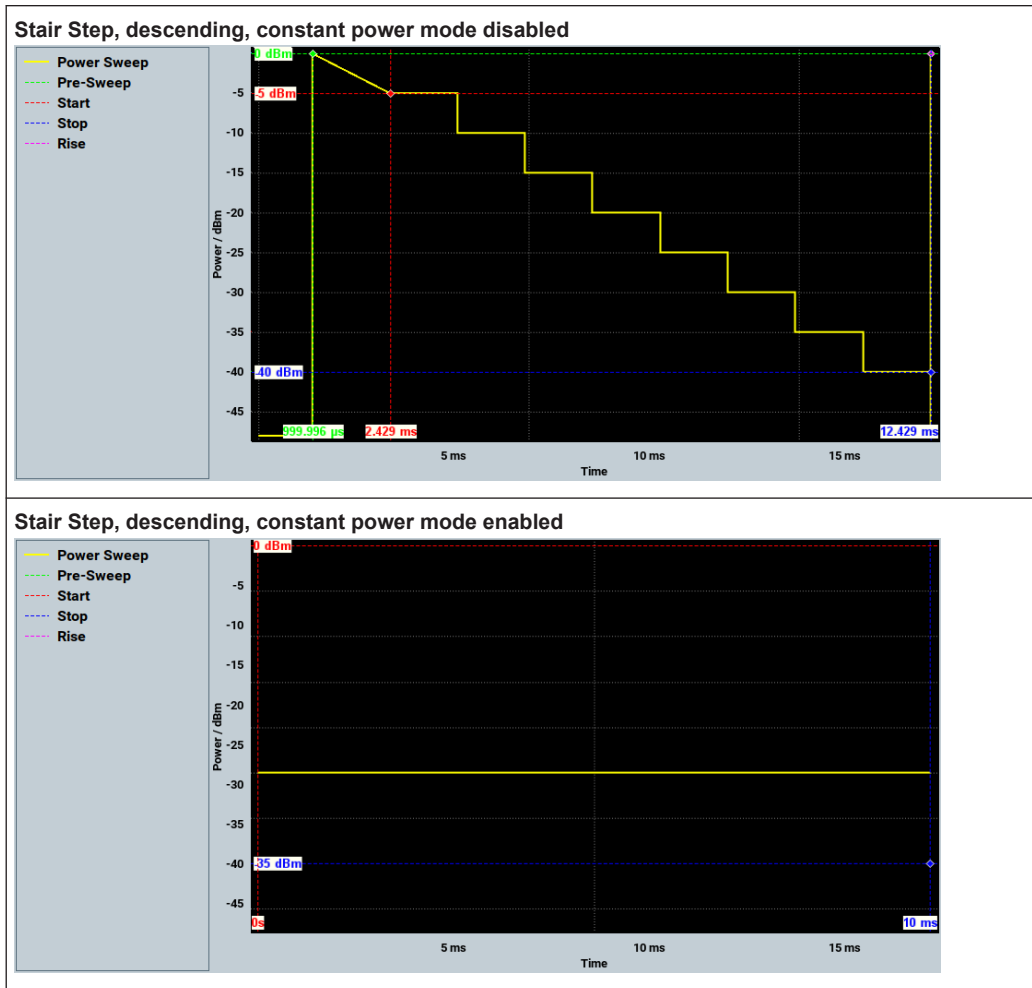 Stair Step, descending, constant power mode disabled
Power Sweep
Pre-Sweep
Start
Stop
Rise
0 dBm
-5 dBm
-5
-10
-15
-20
-25
-30
-35
-40
-45
-40 dBm
Power / dBm
999.996 µs
2.429 ms
12.429 ms
5 ms
10 ms
15 ms
Time
Stair Step, descending, constant power mode enabled
Power Sweep
Pre-Sweep
Start
Stop
Rise
0 dBm
-5
-10
-15
-20
-25
-30
-35
-40
-45
-35 dBm
Power / dBm
0s
10 ms
5 ms
10 ms
15 ms
Time